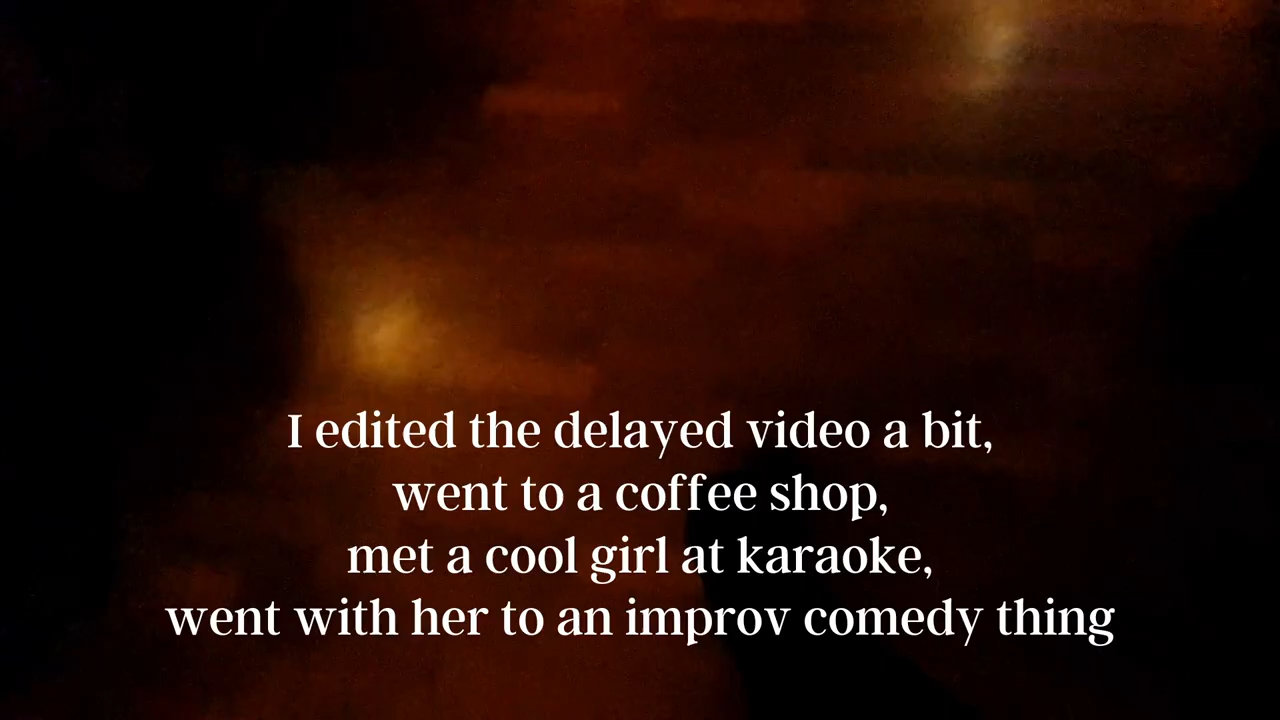 I edited the delayed video a bit,
went to a coffee shop,
met a cool girl at karaoke,
went with her to an improv comedy thing